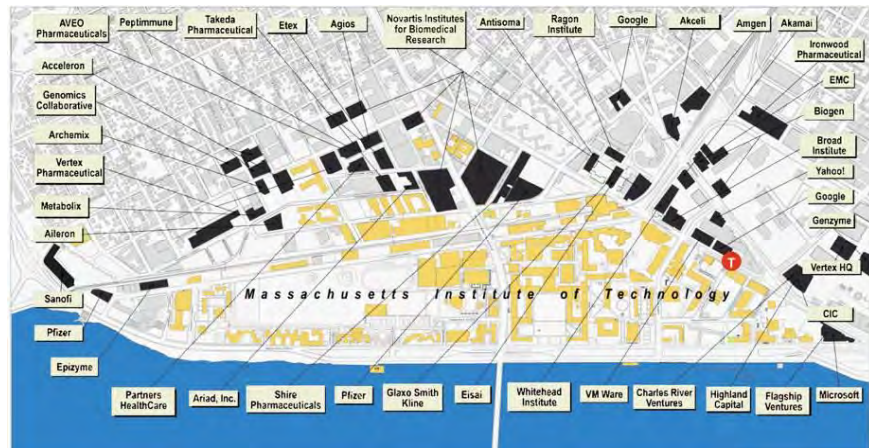 AVEO
Pharmaceuticals
Peptimmune
Takeda
Pharmaceutical
Etex
Agios
Novartis Institutes
for Biomedical
Research
Antisoma
Ragon
Institute
Google
Akceli
Amgen
Akamai
Ironwood
Pharmaceutical
EMC
Biogen
Broad
Institute
Yahoo!
Google
Genzyme
Vertex HQ
CIC
Microsoft
Acceleron
Genomics
Collaborative
Archemix
Vertex
Pharmaceutical
Metabolix
Aileron
Sanofi
Pfizer
Epizyme
T
Massachusetts Institute of Technology
Partners
HealthCare
Ariad, Inc.
Shire
Pharmaceuticals
Pfizer
Glaxo Smith
Kline
Eisai
Whitehead
Institute
VM Ware
Charles River
Ventures
Highland
Capital
Flagship
Ventures